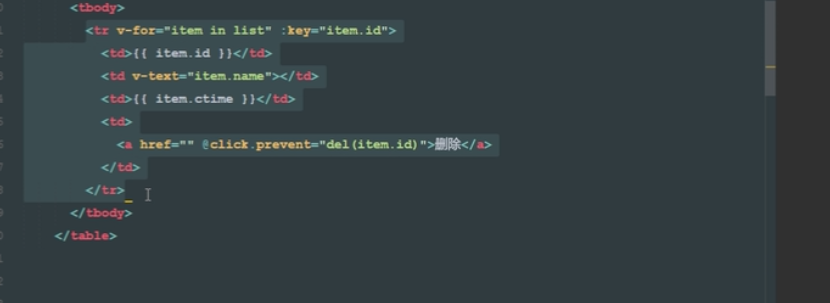 <tbody>
<tr v-for="item in list" :key="item.id">
<td>{{ item.id }}</td>
<td v-text="item.name"></td>
<td>{{ item.ctime }}</td>
<td>
<a href="" @click.prevent="del(item.id)">删除</a>
</td>
</tr>
</tbody>
</table>